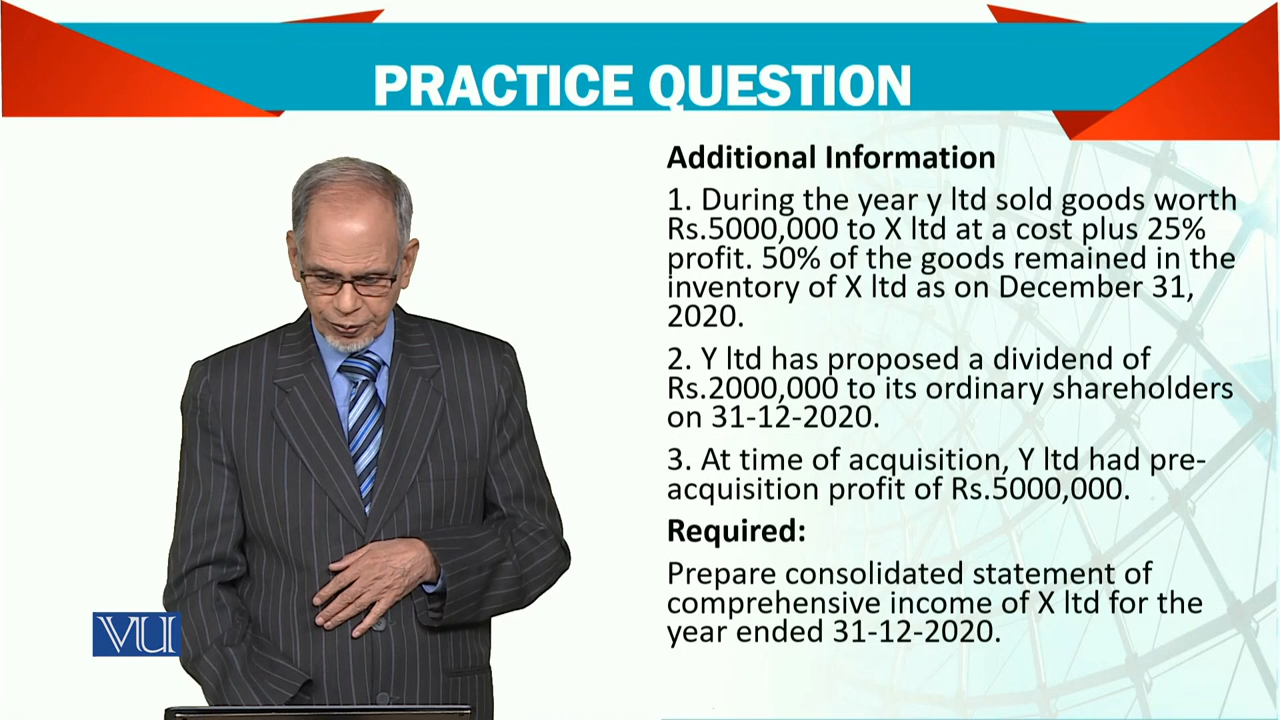 PRACTICE QUESTION
Additional Information
1. During the year y ltd sold goods worth
Rs.5000,000 to X ltd at a cost plus 25%
profit. 50% of the goods remained in the
inventory of X ltd as on December 31,
2020.
2. Y ltd has proposed a dividend of
Rs.2000,000 to its ordinary shareholders
on 31-12-2020.
3. At time of acquisition, Y ltd had pre-
acquisition profit of Rs.5000,000.
Required:
Prepare consolidated statement of
comprehensive income of X ltd for the
year ended 31-12-2020.
VU